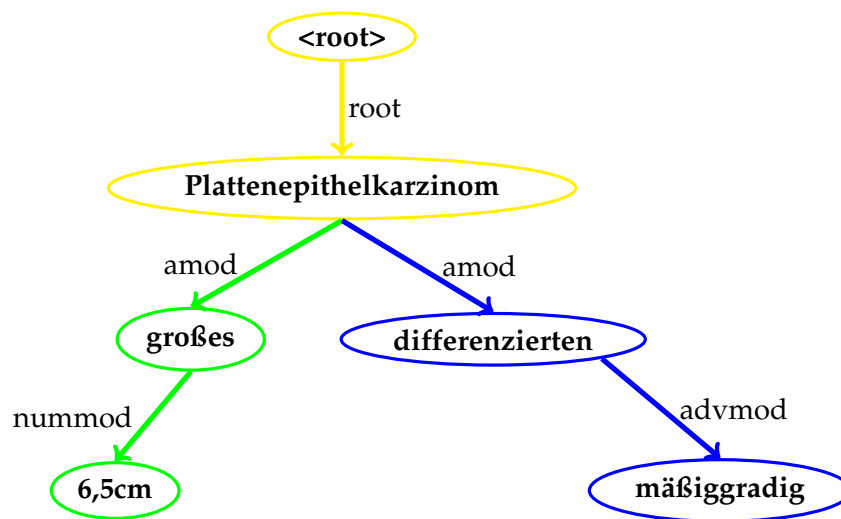 <root>
root
Plattenepithelkarzinom
amod amod
großes differenzierten
nummod advmod
6,5cm mäßiggradig